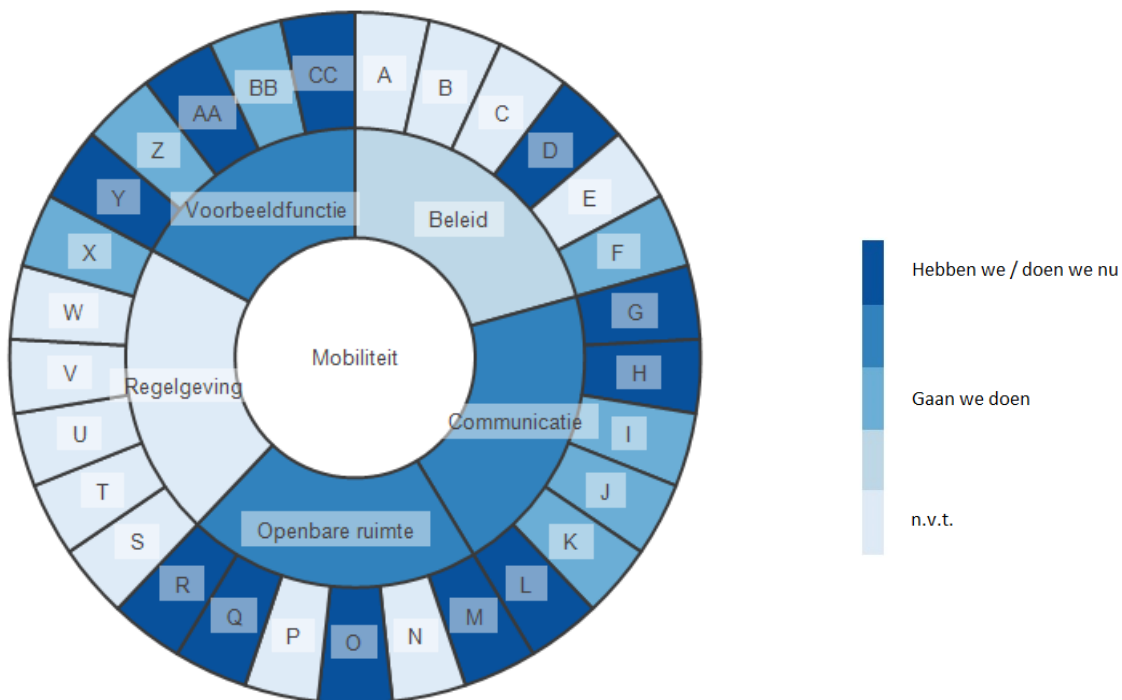 CC
A
BB
B
AA
C
Z
D
Y
E
Voorbeeldfunctie
Beleid
X
F
Hebben we / doen we nu
W
G
Mobiliteit
V
H
Regelgeving
Gaan we doen
Communicatie
U
I
T
J
n.v.t.
Openbare ruimte
S
K
R
L
Q
M
P
O
N